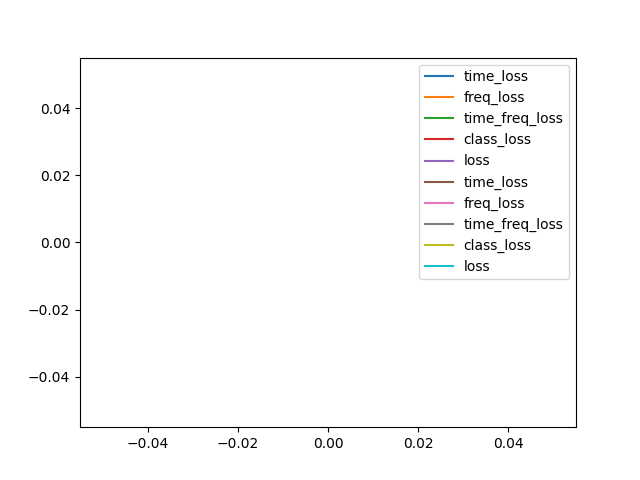 time_loss
freq_loss
time_freq_loss
class_loss
loss
time_loss
freq_loss
time_freq_loss
class_loss
loss
0.04
0.02
0.00
−0.02
−0.04
−0.04 −0.02 0.00 0.02 0.04